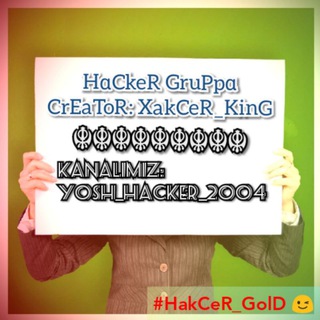 HaCkeR GruPpa
CrEaToR: XakCeR_KinG
☬☬☬☬☬☬☬☬☬
KANALIMIZ:
YOSH_HACKER_2004
#HakCeR_GolD 😉